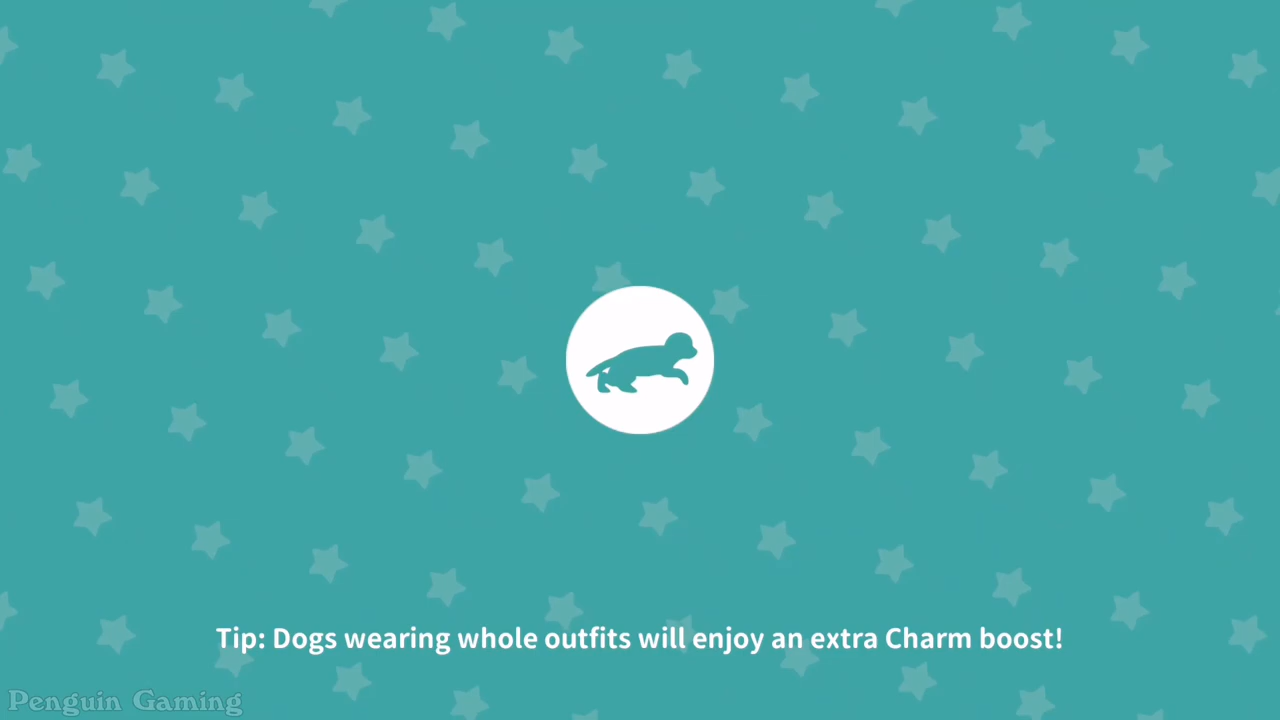 Tip: Dogs wearing whole outfits will enjoy an extra Charm boost!
Penguin Gaming